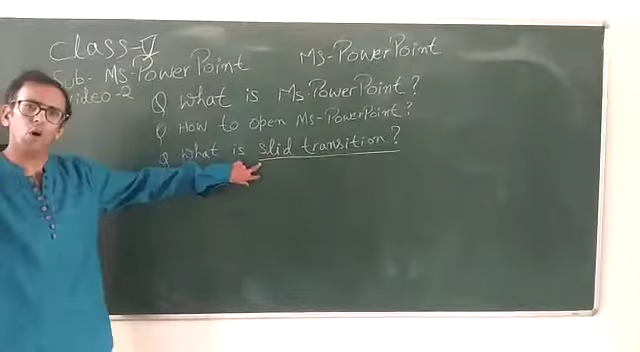 Class-V
MS-PowerPoint
Sub- MS-PowerPoint
Video-2
Q What is MS-PowerPoint?
Q How to open MS-PowerPoint?
Q What is slid transition?